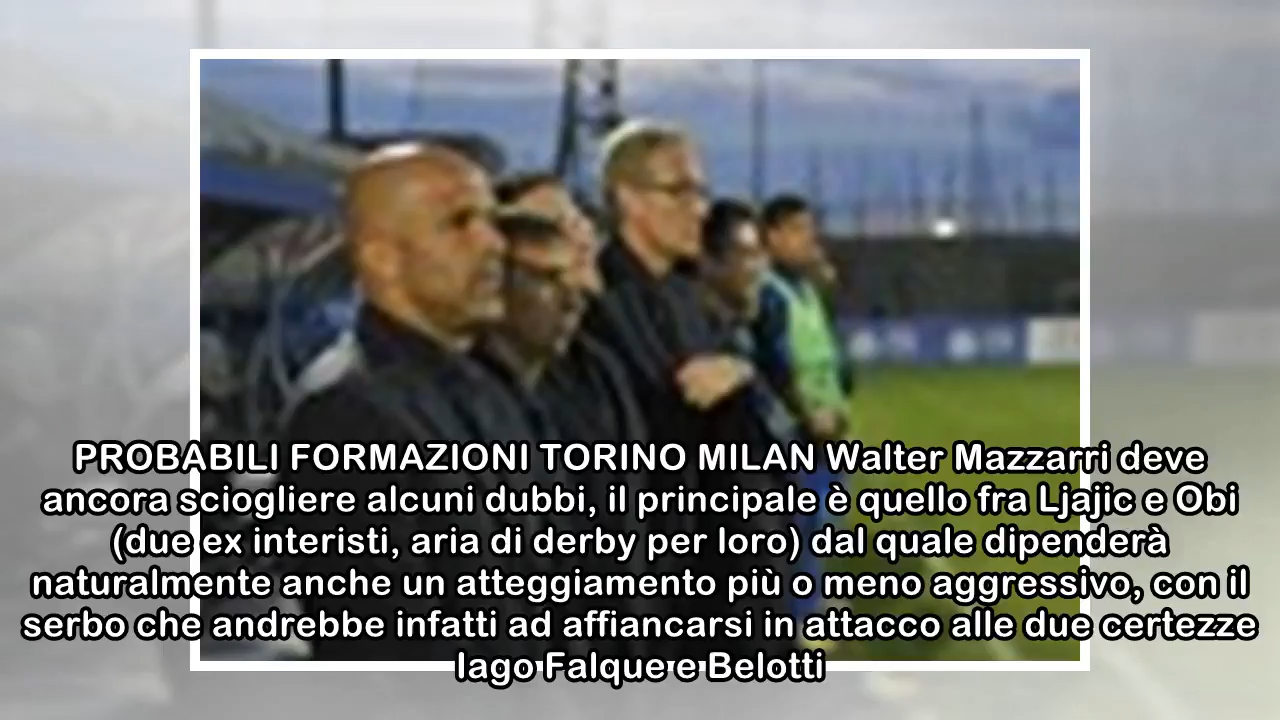 PROBABILI FORMAZIONI TORINO MILAN Walter Mazzarri deve
ancora sciogliere alcuni dubbi, il principale è quello fra Ljajic e Obi
(due ex interisti, aria di derby per loro) dal quale dipenderà
naturalmente anche un atteggiamento più o meno aggressivo, con il
serbo che andrebbe infatti ad affiancarsi in attacco alle due certezze
Iago Falque e Belotti